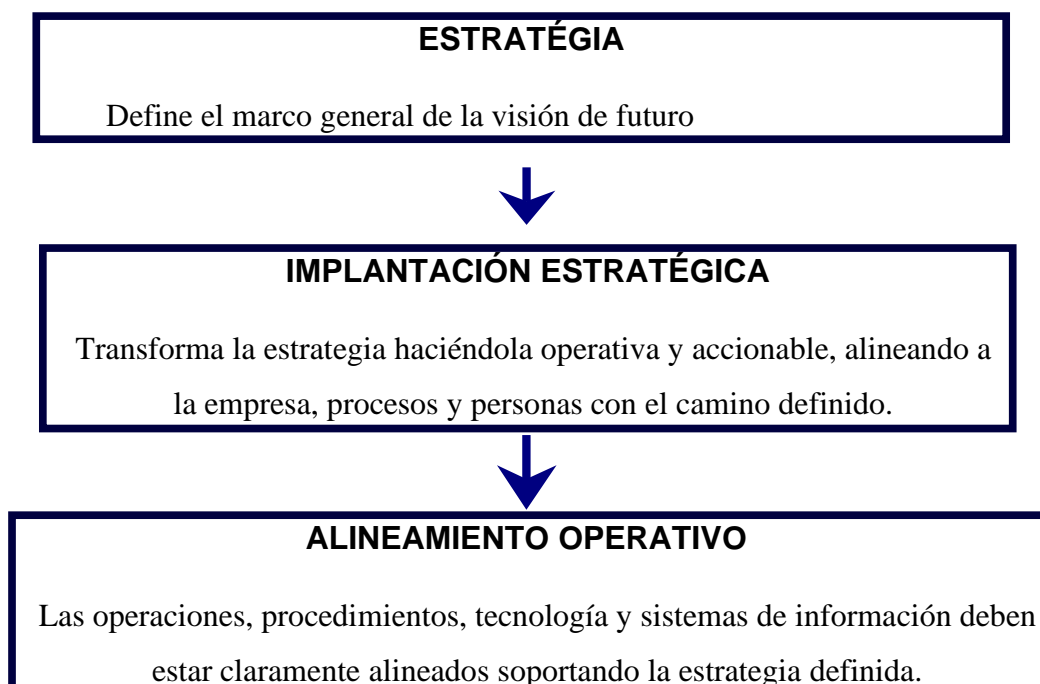 ESTRATÉGIA
Define el marco general de la visión de futuro
IMPLANTACIÓN ESTRATÉGICA
Transforma la estrategia haciéndola operativa y accionable, alineando a
la empresa, procesos y personas con el camino definido.
ALINEAMIENTO OPERATIVO
Las operaciones, procedimientos, tecnología y sistemas de información deben
estar claramente alineados soportando la estrategia definida.